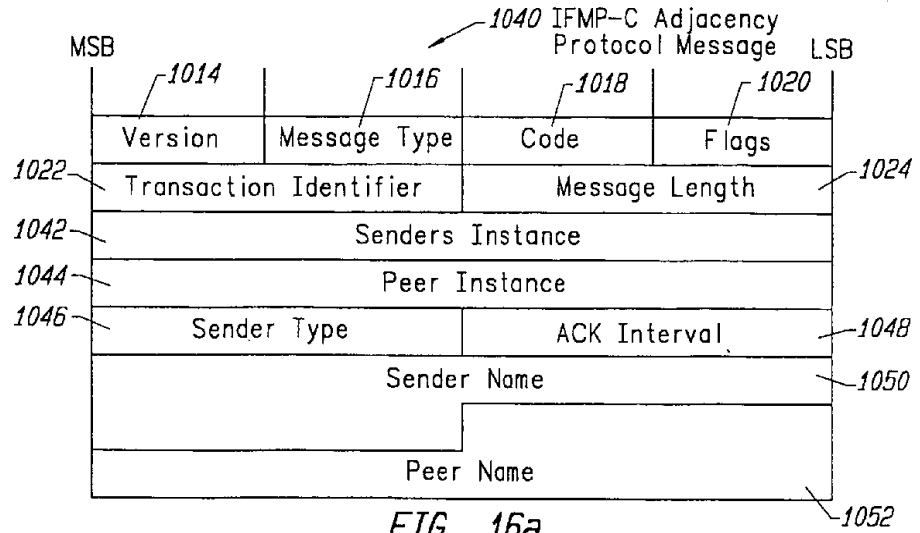 1040 IFMP-C Adjacency
Protocol Message
MSB LSB
1014 1016 1018 1020
Version Message Type Code Flags
1022 Transaction Identifier Message Length 1024
1042 Senders Instance
1044 Peer Instance
1046 Sender Type ACK Interval 1048
Sender Name 1050
Peer Name
1052
FIG. 16a